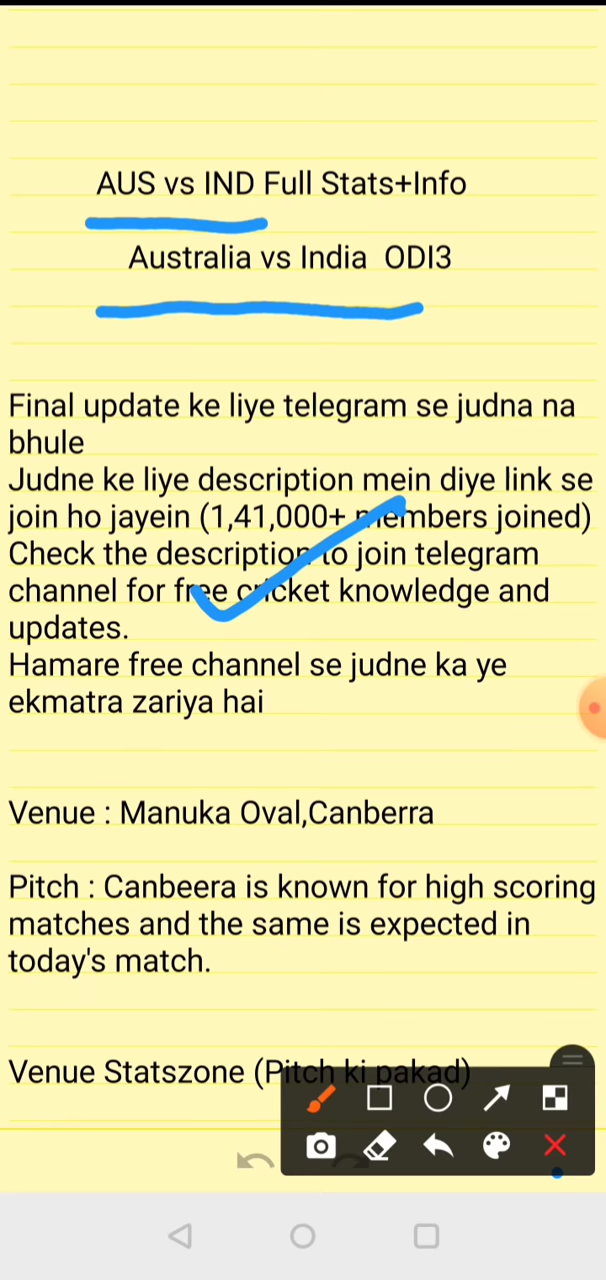 AUS vs IND Full Stats+Info
Australia vs India ODI3
Final update ke liye telegram se judna na
bhule
Judne ke liye description mein diye link se
join ho jayein (1,41,000+ members joined)
Check the description to join telegram
channel for free cricket knowledge and
updates.
Hamare free channel se judne ka ye
ekmatra zariya hai
Venue : Manuka Oval,Canberra
Pitch : Canbeera is known for high scoring
matches and the same is expected in
today's match.
Venue Statszone (Pitch ki pakad)